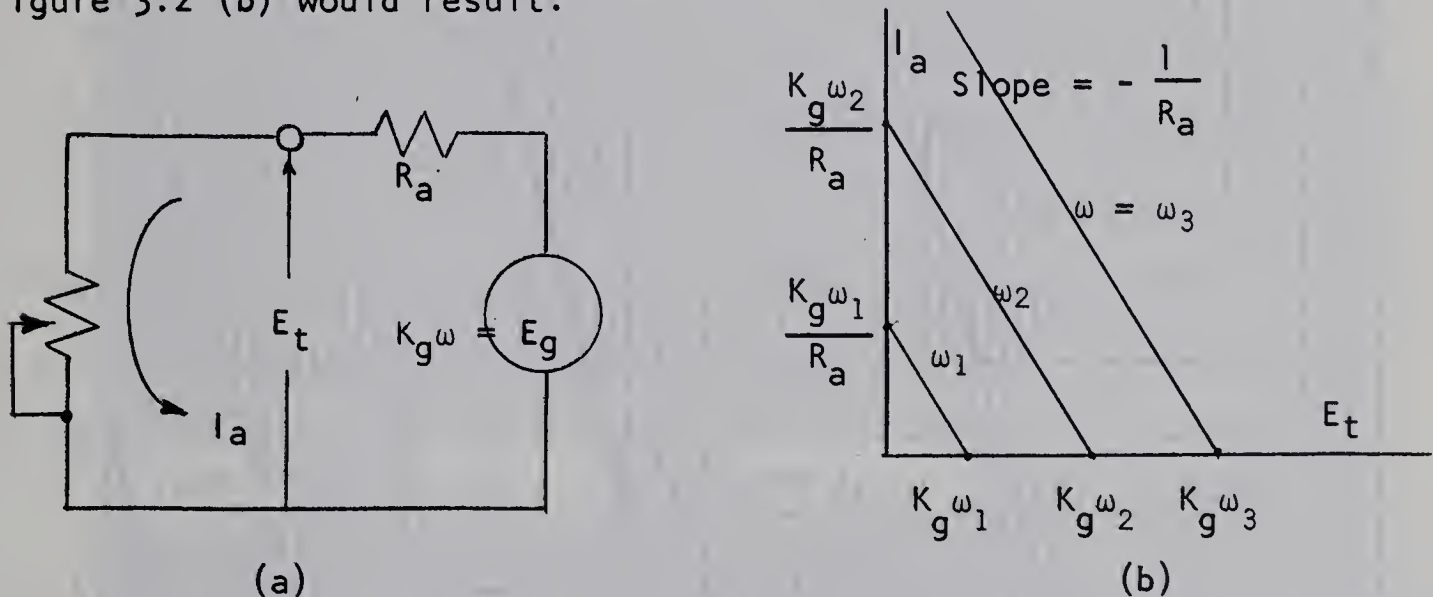 igure 3.2 (b) would result.
R_a
E_t
K_gω = E_g
I_a
(a)
I_a
Slope = - 1/R_a
K_gω_2/R_a
ω = ω_3
ω_2
K_gω_1/R_a
ω_1
E_t
K_gω_1 K_gω_2 K_gω_3
(b)